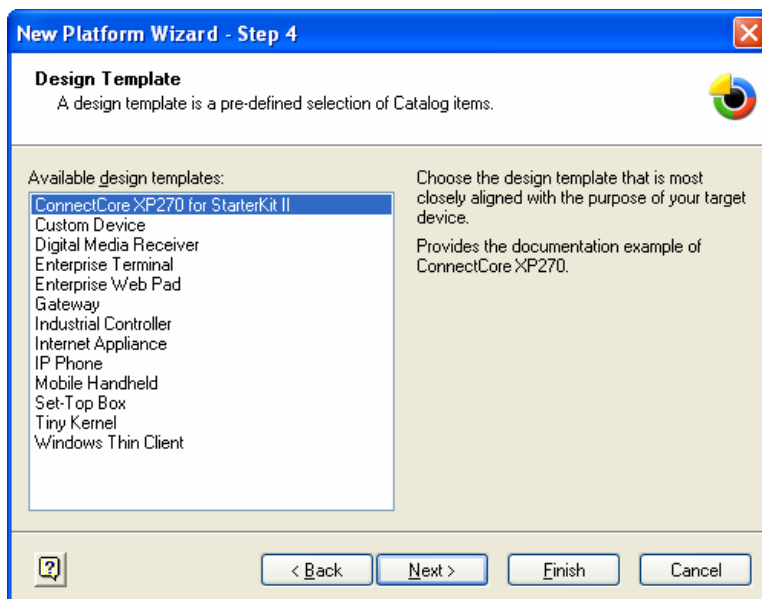 New Platform Wizard - Step 4
Design Template
A design template is a pre-defined selection of Catalog items.
Available design templates:
ConnectCore XP270 for StarterKit II
Custom Device
Digital Media Receiver
Enterprise Terminal
Enterprise Web Pad
Gateway
Industrial Controller
Internet Appliance
IP Phone
Mobile Handheld
Set-Top Box
Tiny Kernel
Windows Thin Client
Choose the design template that is most
closely aligned with the purpose of your target
device.
Provides the documentation example of
ConnectCore XP270.
< Back
Next >
Finish
Cancel